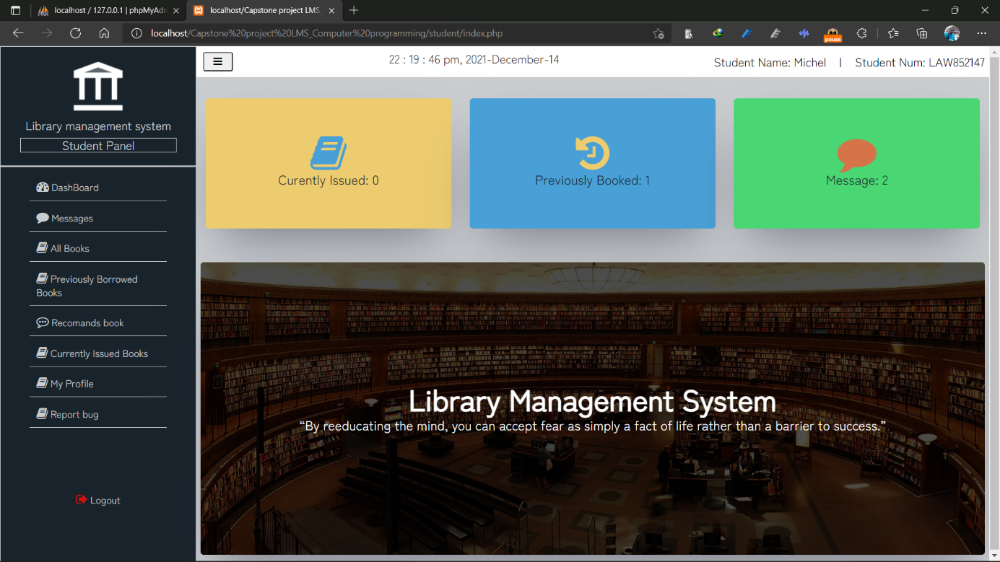 localhost / 127.0.0.1 | phpMyAdm
localhost/Capstone project LMS_
localhost/Capstone%20project%20LMS_Computer%20programming/student/index.php
pause
22 : 19 : 46 pm, 2021-December-14
Student Name: Michel | Student Num: LAW852147
Library management system
Student Panel
DashBoard
Messages
All Books
Previously Borrowed
Books
Recomands book
Currently Issued Books
My Profile
Report bug
Logout
Curently Issued: 0
Previously Booked: 1
Message: 2
Library Management System
“By reeducating the mind, you can accept fear as simply a fact of life rather than a barrier to success.”